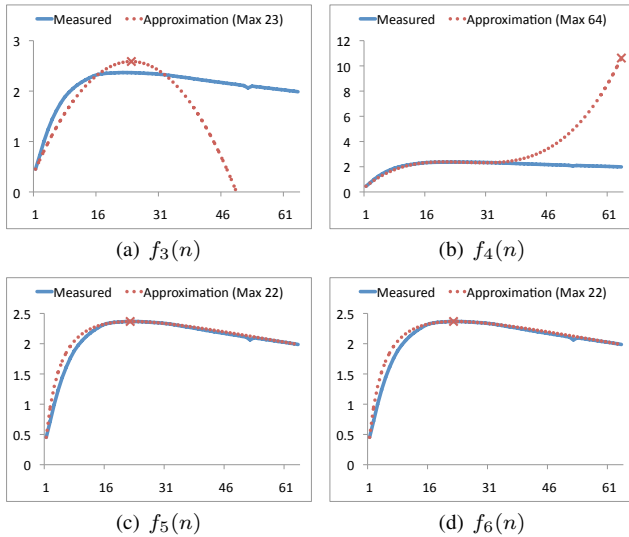 Measured Approximation (Max 23)
3
2
1
0
1 16 31 46 61
(a) f3(n)
Measured Approximation (Max 64)
12
10
8
6
4
2
0
1 16 31 46 61
(b) f4(n)
Measured Approximation (Max 22)
2.5
2
1.5
1
0.5
0
1 16 31 46 61
(c) f5(n)
Measured Approximation (Max 22)
2.5
2
1.5
1
0.5
0
1 16 31 46 61
(d) f6(n)